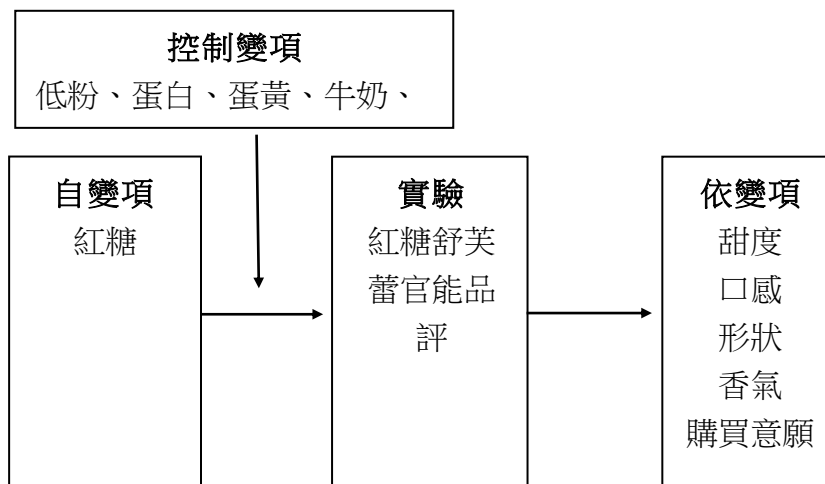 控制變項
低粉、蛋白、蛋黃、牛奶、
自變項
紅糖
實驗
紅糖舒芙
蕾官能品
評
依變項
甜度
口感
形狀
香氣
購買意願